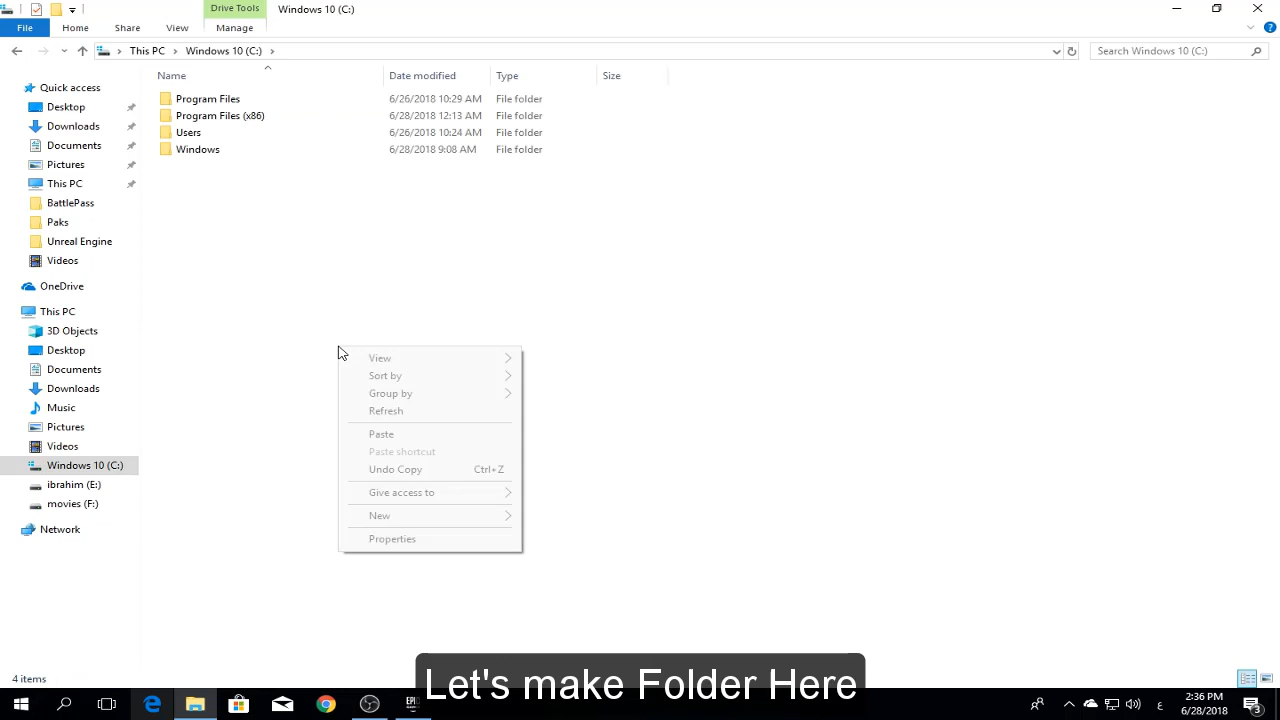 Drive Tools
Windows 10 (C:)
File
Home
Share
View
Manage
This PC
Windows 10 (C:)
Search Windows 10 (C:)
Name
Date modified
Type
Size
Program Files
6/26/2018 10:29 AM
File folder
Program Files (x86)
6/28/2018 12:13 AM
File folder
Users
6/26/2018 10:24 AM
File folder
Windows
6/28/2018 9:08 AM
File folder
Quick access
Desktop
Downloads
Documents
Pictures
This PC
BattlePass
Paks
Unreal Engine
Videos
OneDrive
This PC
3D Objects
Desktop
Documents
Downloads
Music
Pictures
Videos
Windows 10 (C:)
ibrahim (E:)
movies (F:)
Network
View
Sort by
Group by
Refresh
Paste
Paste shortcut
Undo Copy Ctrl+Z
Give access to
New
Properties
4 items
Let's make Folder Here
EPIC
ع
2:36 PM
6/28/2018
3